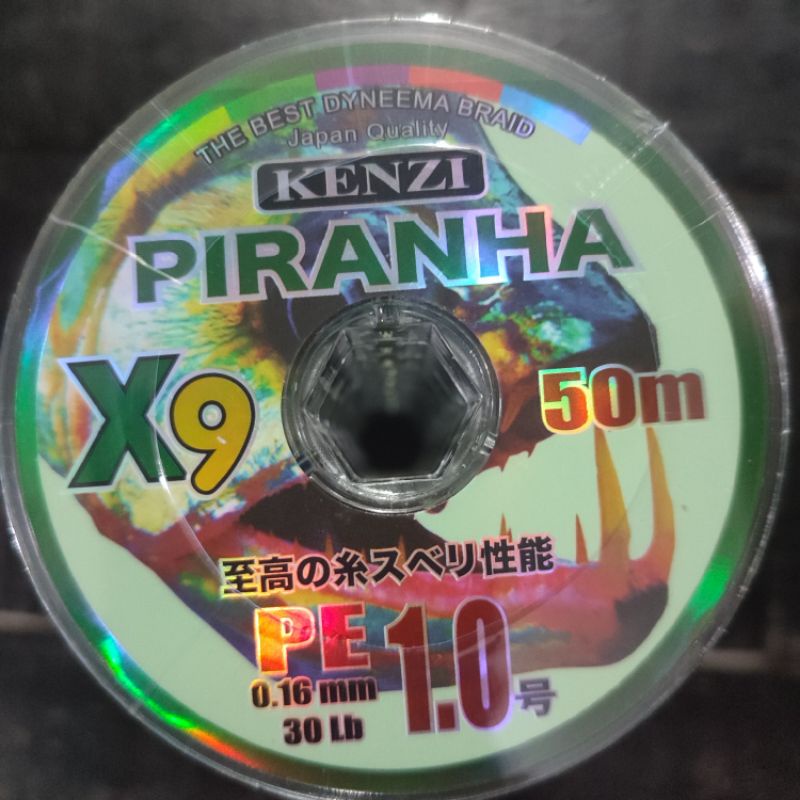 THE BEST DYNEEMA BRAID
Japan Quality
KENZI
PIRANHA
X9
50m
至高の糸スベリ性能
PE 1.0号
0.16 mm
30 Lb